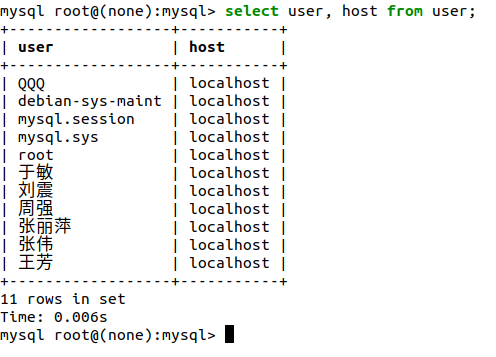 mysql root@(none):mysql> select user, host from user;
+------------------+-----------+
| user             | host      |
+------------------+-----------+
| QQQ              | localhost |
| debian-sys-maint | localhost |
| mysql.session    | localhost |
| mysql.sys        | localhost |
| root             | localhost |
| 于敏             | localhost |
| 刘震             | localhost |
| 周强             | localhost |
| 张丽萍           | localhost |
| 张伟             | localhost |
| 王芳             | localhost |
+------------------+-----------+
11 rows in set
Time: 0.006s
mysql root@(none):mysql>